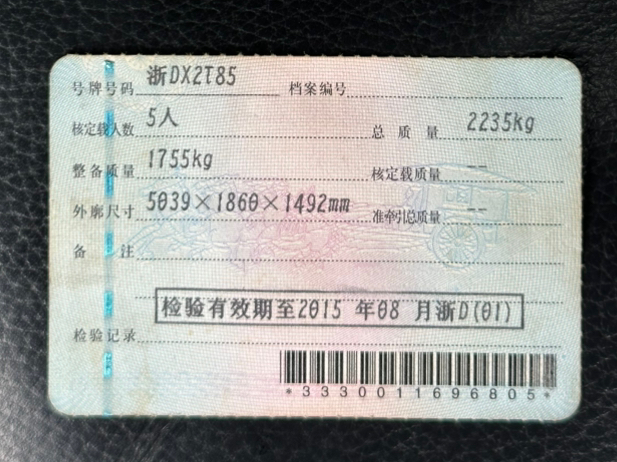 号牌号码 浙DX2T85 档案编号
核定载人数 5人 总质量 2235kg
整备质量 1755kg 核定载质量 --
外廓尺寸 5039×1860×1492mm 准牵引总质量 --
备注
检验有效期至2015 年08 月浙D(01)
检验记录
*3330011696805*